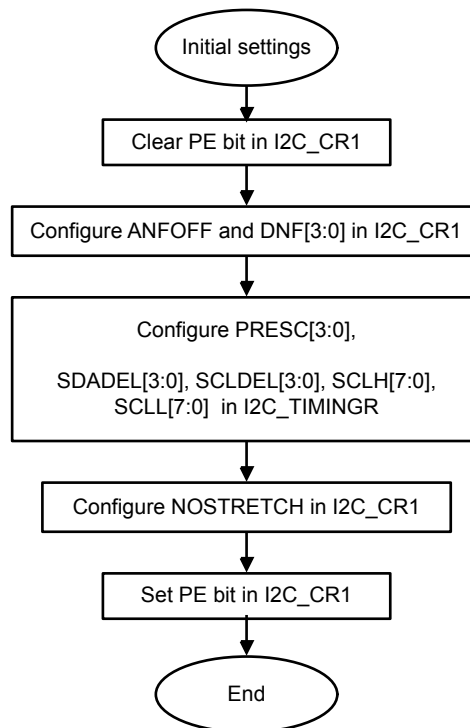 Initial settings
Clear PE bit in I2C_CR1
Configure ANFOFF and DNF[3:0] in I2C_CR1
Configure PRESC[3:0],
SDADEL[3:0], SCLDEL[3:0], SCLH[7:0],
SCLL[7:0] in I2C_TIMINGR
Configure NOSTRETCH in I2C_CR1
Set PE bit in I2C_CR1
End